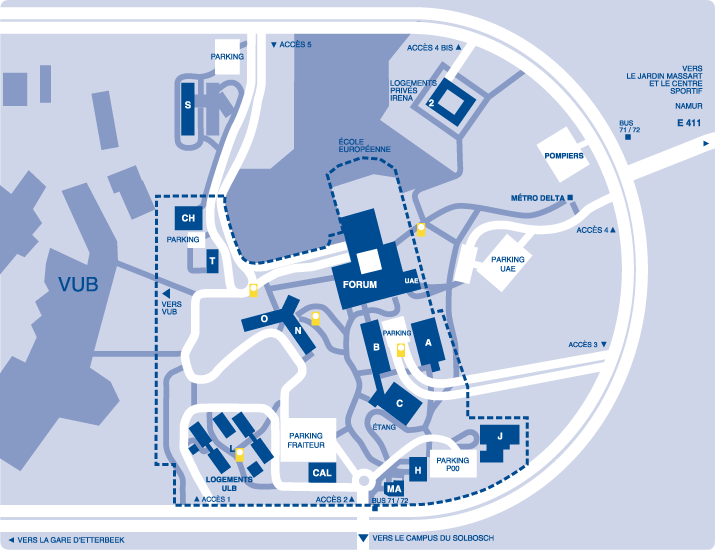 ▼ ACCÈS 5
ACCÈS 4 BIS ▲
PARKING
VERS
LE JARDIN MASSART
ET LE CENTRE
SPORTIF
NAMUR
E 411
LOGEMENTS
PRIVÉS
IRENA
2
S
BUS
71 / 72
ÉCOLE
EUROPÉENNE
POMPIERS
MÉTRO DELTA
CH
PARKING
ACCÈS 4 ▲
T
PARKING
UAE
VUB
FORUM
UAE
VERS
VUB
O
N
PARKING
B
A
ACCÈS 3 ▼
C
ÉTANG
L
PARKING
FRAITEUR
J
PARKING
P00
H
CAL
LOGEMENTS
ULB
MA
▲ ACCÈS 1
ACCÈS 2 ▲
BUS 71 / 72
◄ VERS LA GARE D'ETTERBEEK
▼ VERS LE CAMPUS DU SOLBOSCH